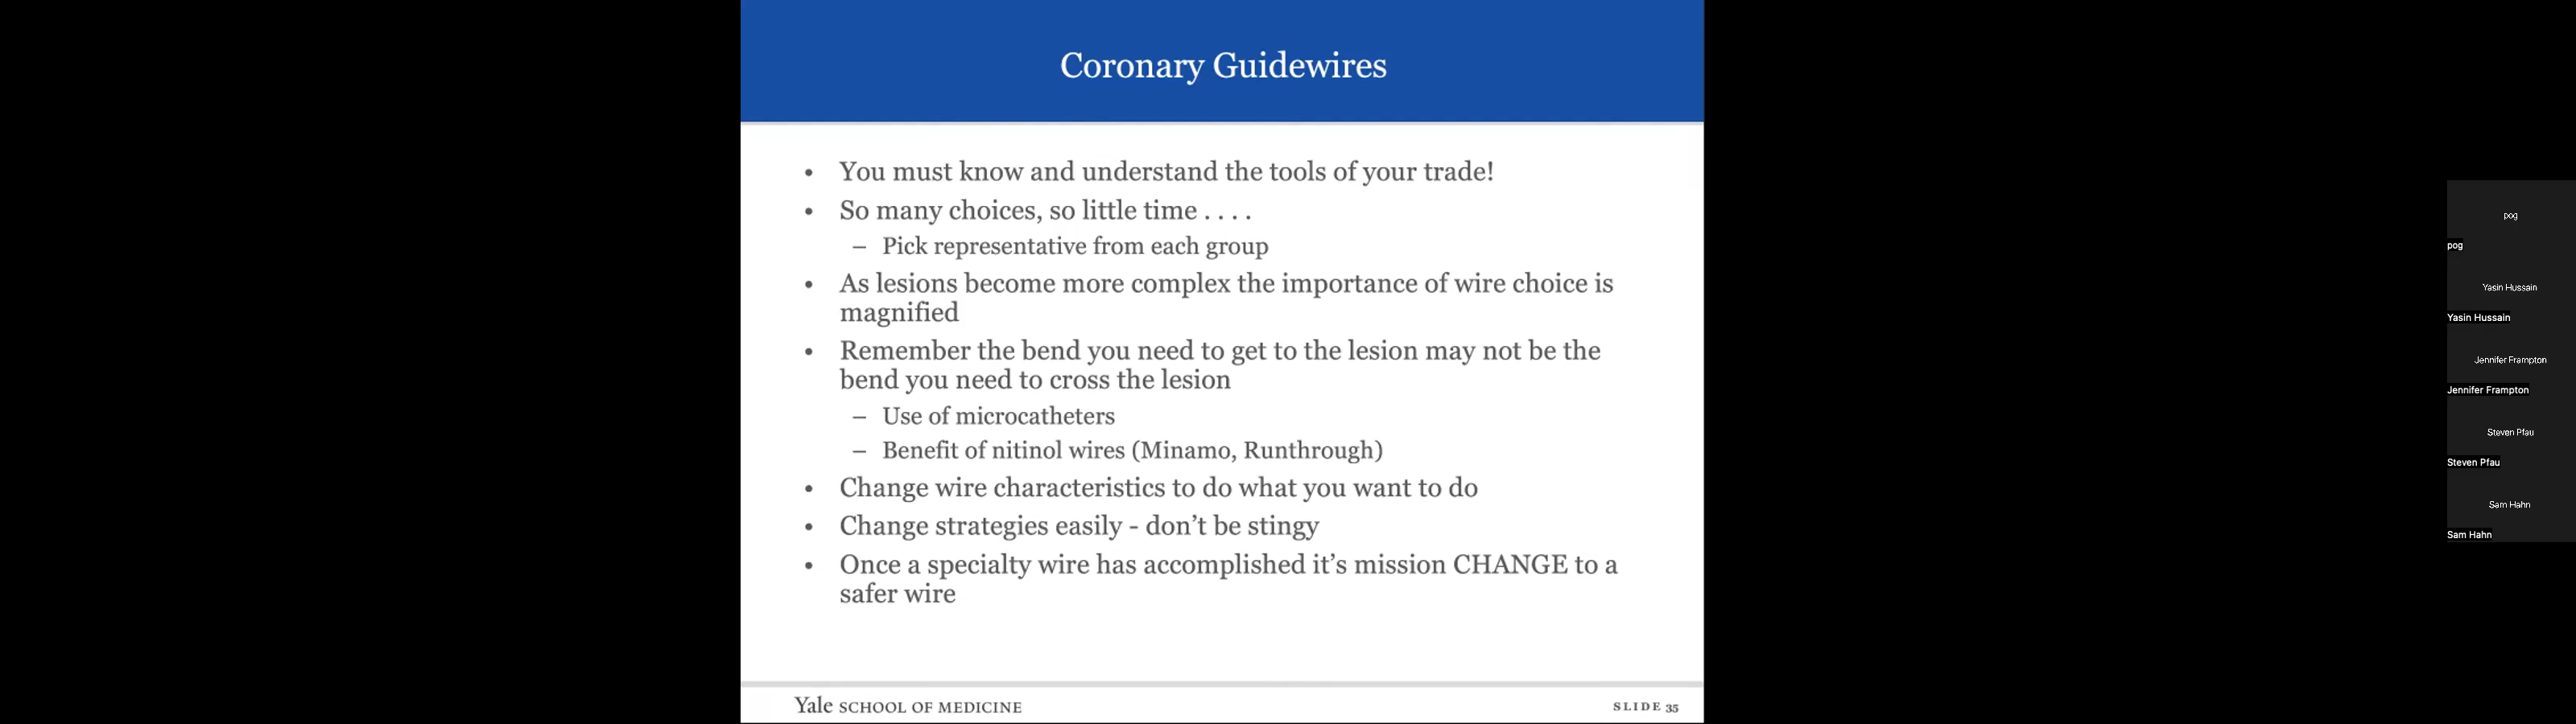 Coronary Guidewires
• You must know and understand the tools of your trade!
• So many choices, so little time . . . .
– Pick representative from each group
• As lesions become more complex the importance of wire choice is
magnified
• Remember the bend you need to get to the lesion may not be the
bend you need to cross the lesion
– Use of microcatheters
– Benefit of nitinol wires (Minamo, Runthrough)
• Change wire characteristics to do what you want to do
• Change strategies easily - don’t be stingy
• Once a specialty wire has accomplished it’s mission CHANGE to a
safer wire
Yale SCHOOL OF MEDICINE
SLIDE 35
pog
pog
Yasin Hussain
Yasin Hussain
Jennifer Frampton
Jennifer Frampton
Steven Pfau
Steven Pfau
Sam Hahn
Sam Hahn